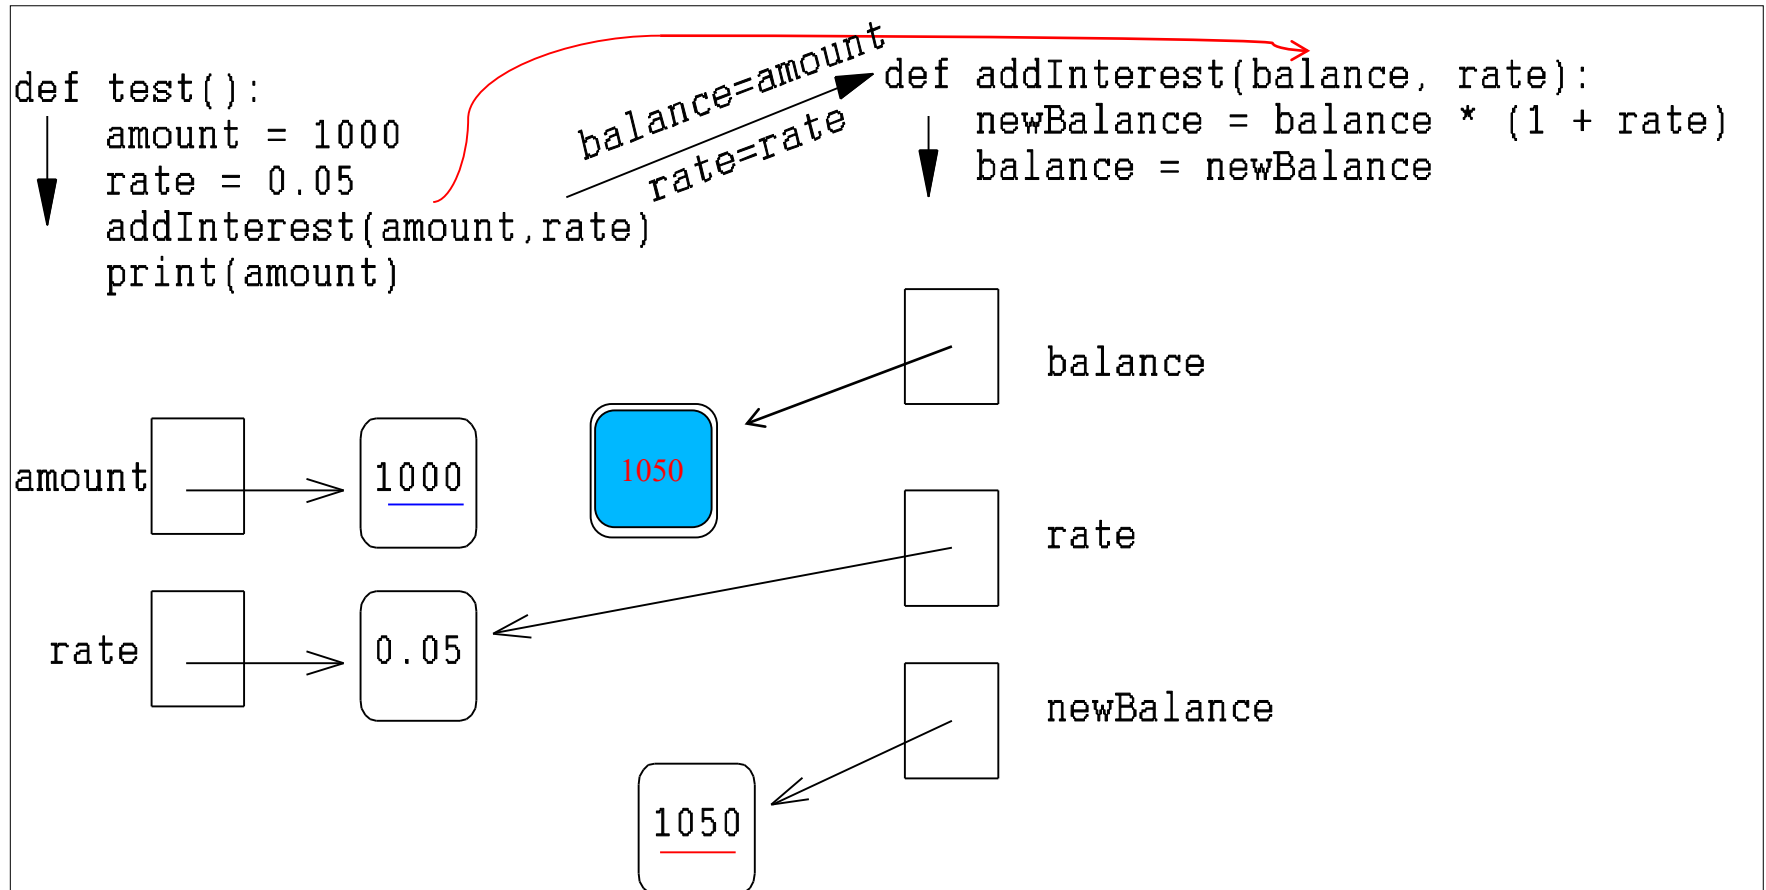 def test():
    amount = 1000
    rate = 0.05
    addInterest(amount,rate)
    print(amount)
balance=amount
rate=rate
def addInterest(balance, rate):
    newBalance = balance * (1 + rate)
    balance = newBalance
balance
amount
1000
1050
rate
rate
0.05
newBalance
1050